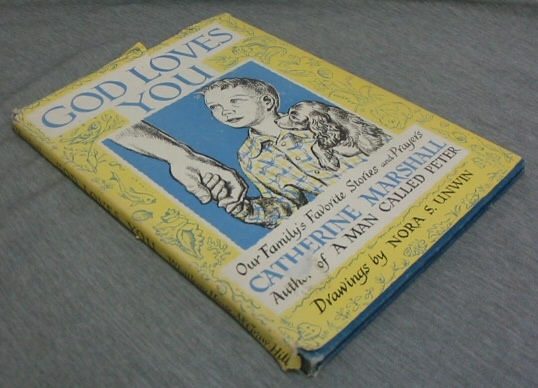 GOD LOVES
YOU
Our Family's Favorite Stories and Prayers
CATHERINE MARSHALL
Author of A MAN CALLED PETER
Drawings by NORA S. UNWIN